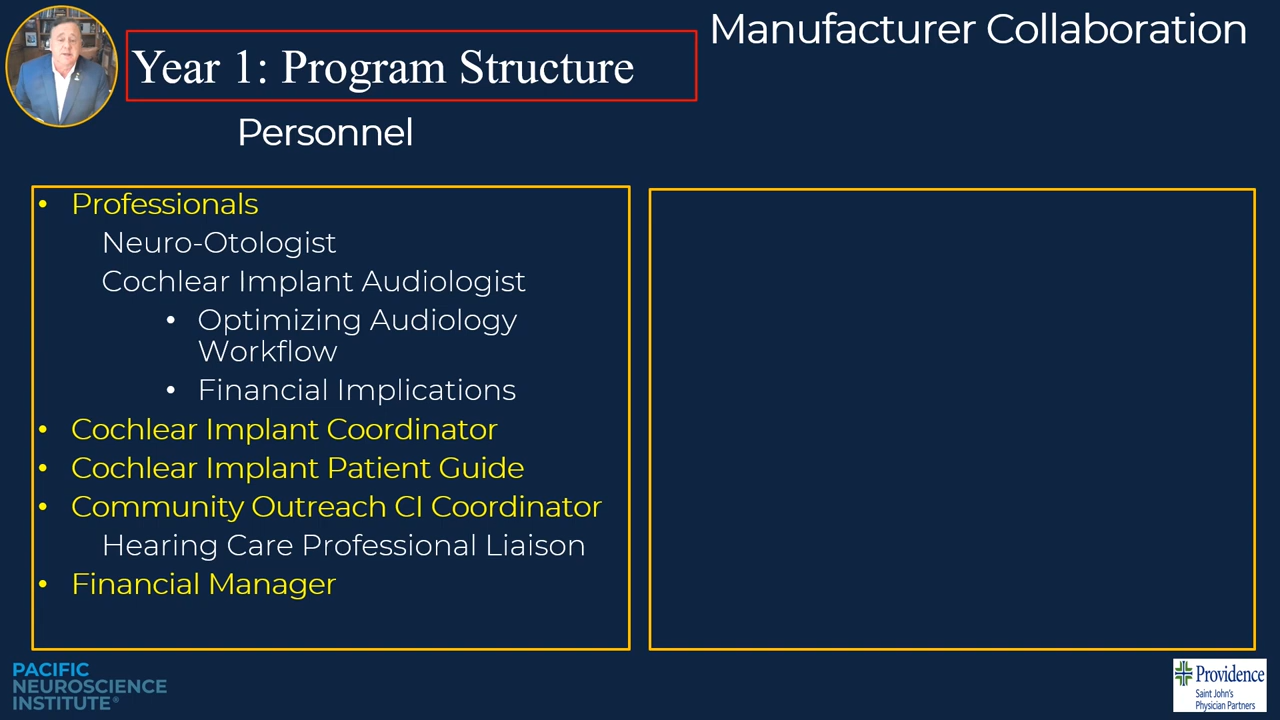 Year 1: Program Structure
Manufacturer Collaboration
Personnel
• Professionals
Neuro-Otologist
Cochlear Implant Audiologist
• Optimizing Audiology
Workflow
• Financial Implications
• Cochlear Implant Coordinator
• Cochlear Implant Patient Guide
• Community Outreach CI Coordinator
Hearing Care Professional Liaison
• Financial Manager
PACIFIC
NEUROSCIENCE
INSTITUTE®
Providence
Saint John's
Physician Partners